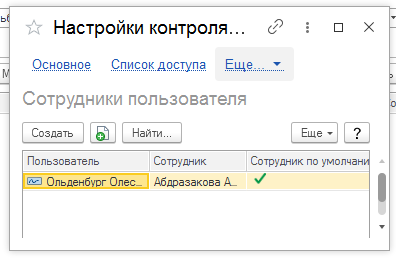 Настройки контроля...
Основное Список доступа Еще...
Сотрудники пользователя
Создать Найти... Еще ?
Пользователь Сотрудник Сотрудник по умолчани
Ольденбург Олес... Абдразакова А...